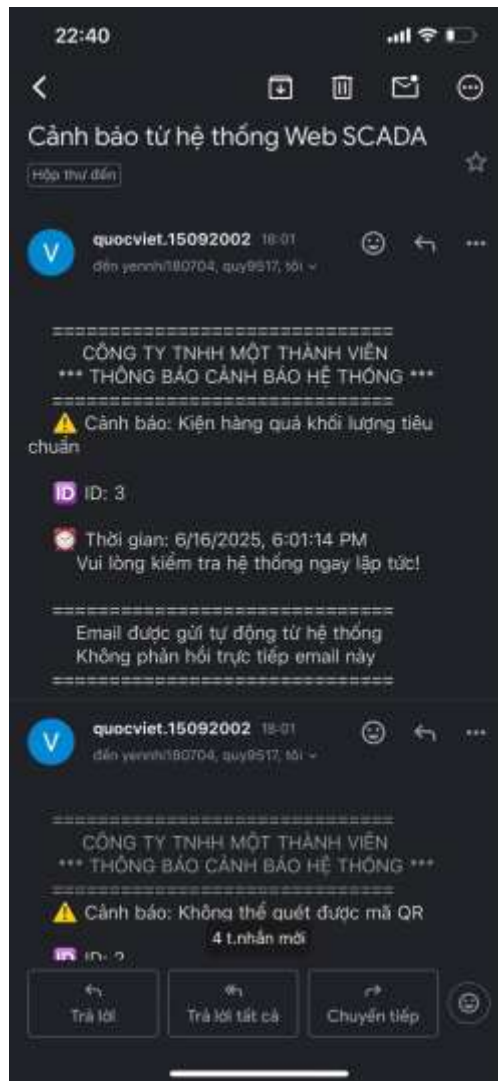 22:40
Cảnh báo từ hệ thống Web SCADA
Hộp thư đến
V
quocviet.15092002 18:01
đến yennhi180704, quy9517, tôi
================================
CÔNG TY TNHH MỘT THÀNH VIÊN
*** THÔNG BÁO CẢNH BÁO HỆ THỐNG ***
================================
⚠️ Cảnh báo: Kiện hàng quá khối lượng tiêu
chuẩn
🆔 ID: 3
⏰ Thời gian: 6/16/2025, 6:01:14 PM
Vui lòng kiểm tra hệ thống ngay lập tức!
================================
Email được gửi tự động từ hệ thống
Không phản hồi trực tiếp email này
================================
V
quocviet.15092002 18:01
đến yennhi180704, quy9517, tôi
================================
CÔNG TY TNHH MỘT THÀNH VIÊN
*** THÔNG BÁO CẢNH BÁO HỆ THỐNG ***
================================
⚠️ Cảnh báo: Không thể quét được mã QR
4 t.nhắn mới
🆔 ID:
Trả lời
Trả lời tất cả
Chuyển tiếp